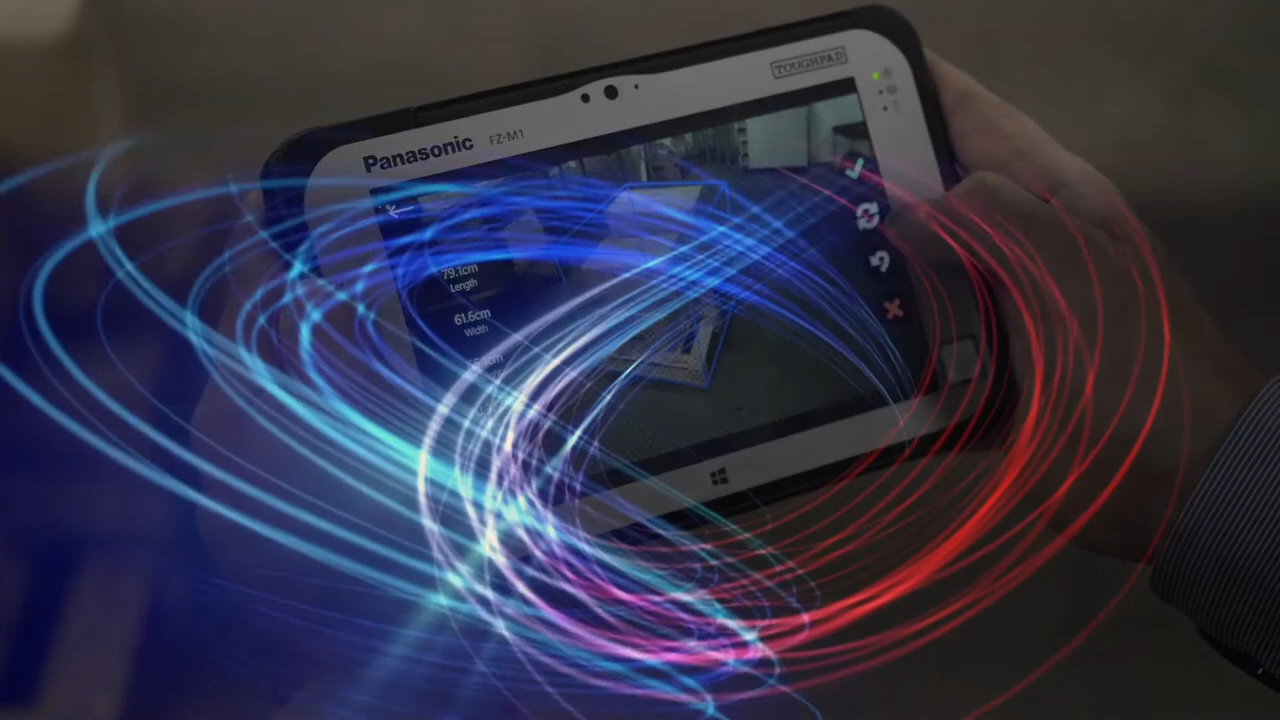 TOUGHPAD
Panasonic FZ-M1
79.1cm
Length
61.6cm
Width